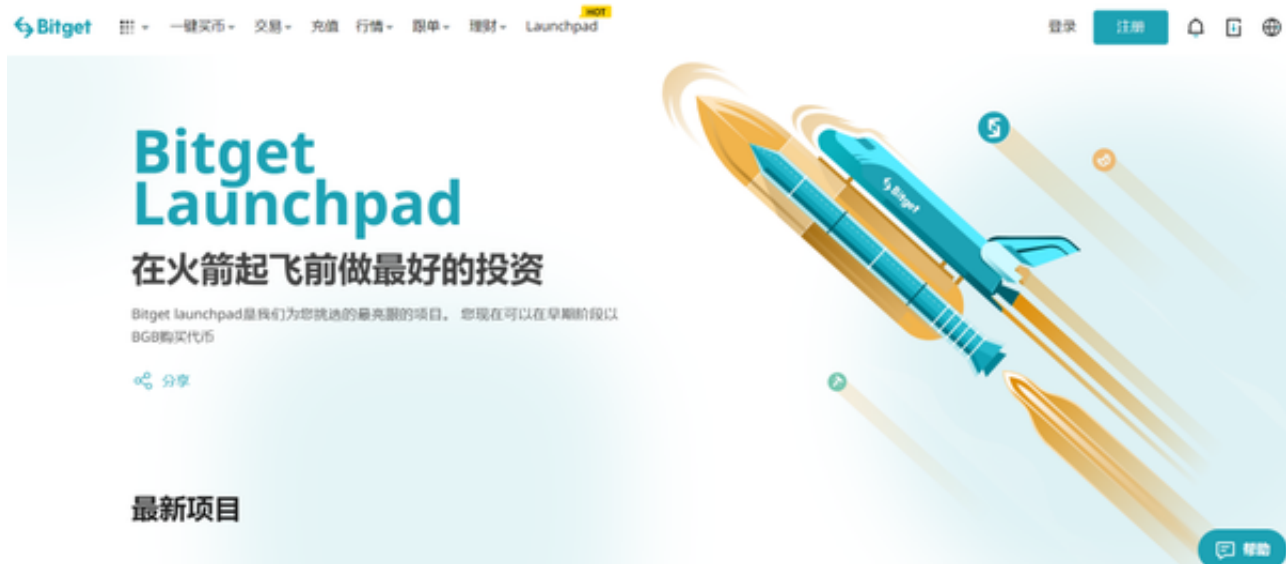 HOT
Bitget 一键买币 交易 充值 行情 跟单 理财 Launchpad 登录 注册
Bitget
Launchpad
在火箭起飞前做最好的投资
Bitget launchpad是我们为您挑选的最亮眼的项目。 您现在可以在早期阶段以
BGB购买代币
分享
Bitget
最新项目
帮助